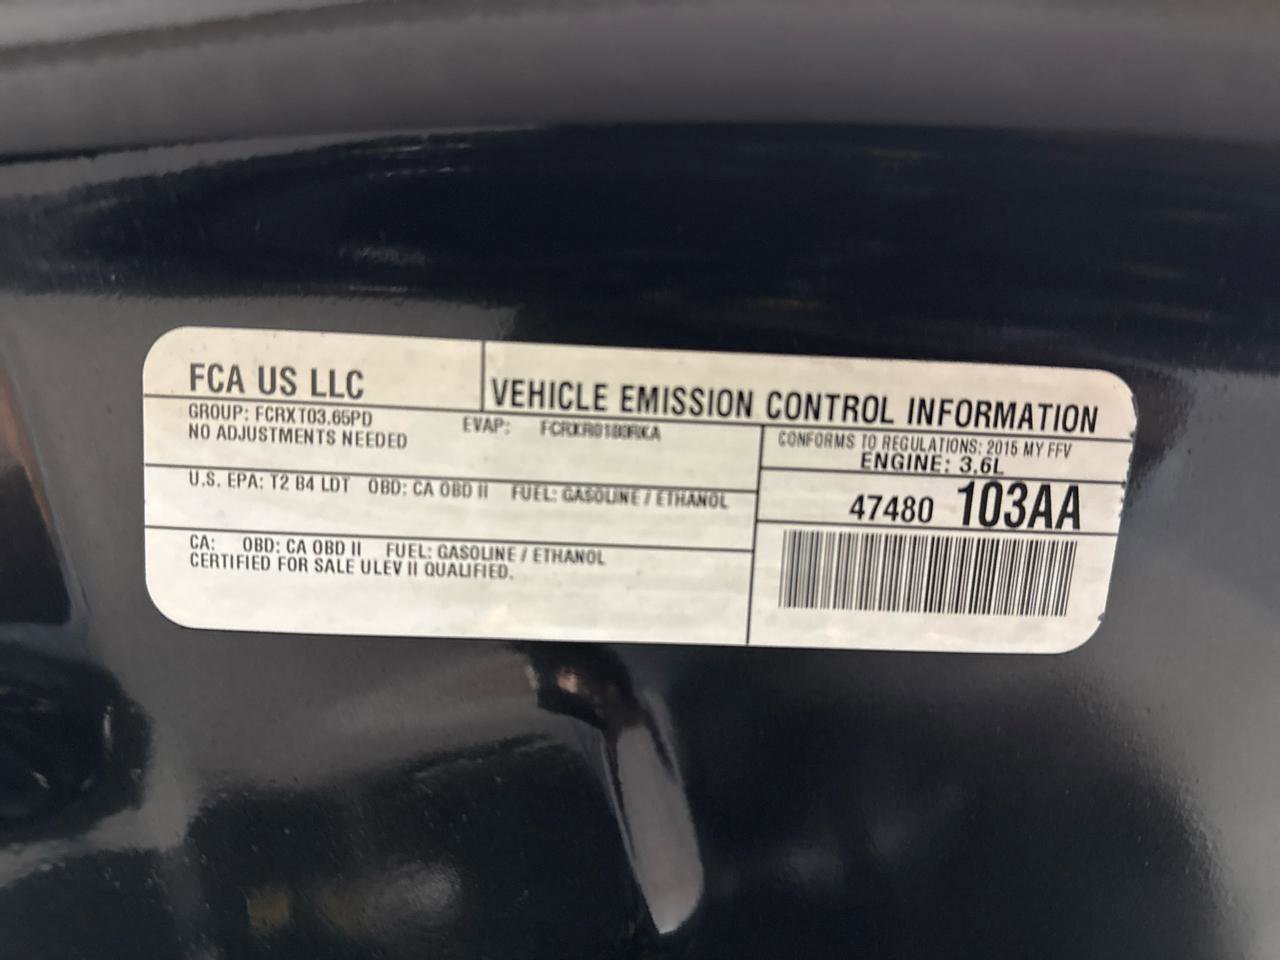 FCA US LLC
VEHICLE EMISSION CONTROL INFORMATION
GROUP: FCRXT03.65PD
EVAP:
NO ADJUSTMENTS NEEDED
CONFORMS TO REGULATIONS: 2015 MY FFV
ENGINE: 3.6L
U.S. EPA: T2 B4 LDT OBD: CA OBD II FUEL: GASOLINE / ETHANOL
47480 103AA
CA: OBD: CA OBD II FUEL: GASOLINE / ETHANOL
CERTIFIED FOR SALE ULEV II QUALIFIED.